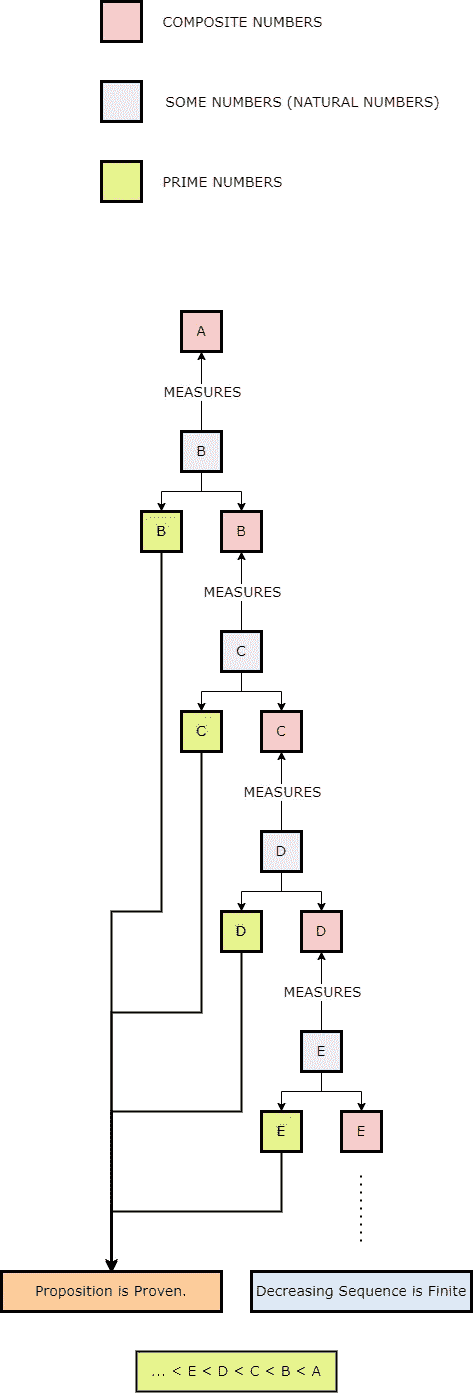 COMPOSITE NUMBERS
SOME NUMBERS (NATURAL NUMBERS)
PRIME NUMBERS
A
MEASURES
B
B
B
MEASURES
C
C
C
MEASURES
D
D
D
MEASURES
E
E
E
Proposition is Proven.
Decreasing Sequence is Finite
... < E < D < C < B < A